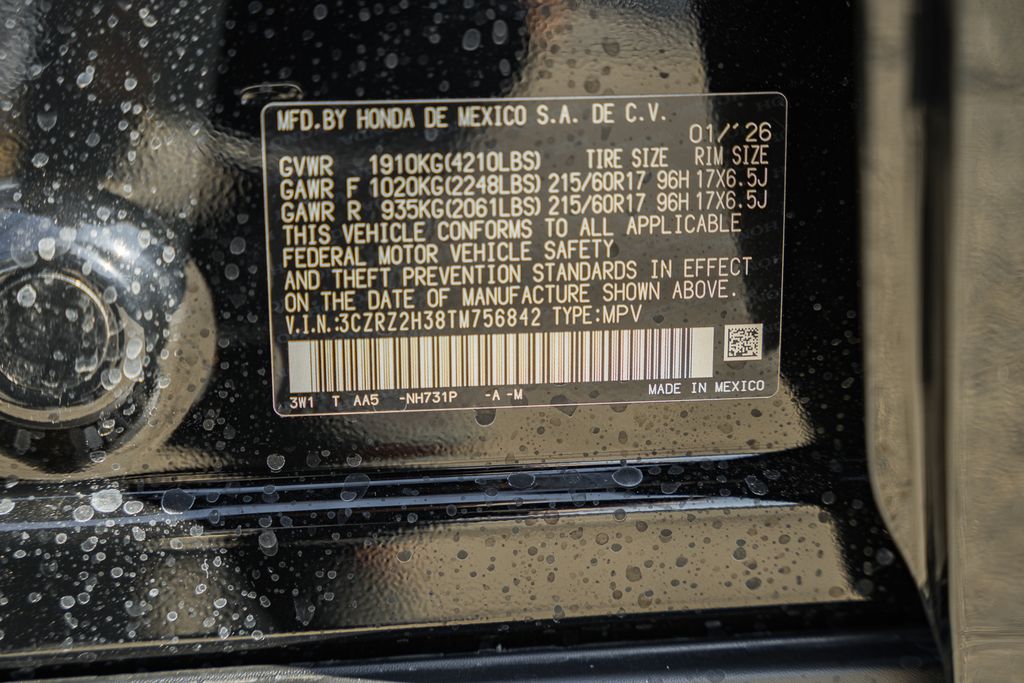 MFD.BY HONDA DE MEXICO S.A. DE C.V.
01/'26
GVWR 1910KG(4210LBS) TIRE SIZE RIM SIZE
GAWR F 1020KG(2248LBS) 215/60R17 96H 17X6.5J
GAWR R 935KG(2061LBS) 215/60R17 96H 17X6.5J
THIS VEHICLE CONFORMS TO ALL APPLICABLE
FEDERAL MOTOR VEHICLE SAFETY
AND THEFT PREVENTION STANDARDS IN EFFECT
ON THE DATE OF MANUFACTURE SHOWN ABOVE.
V.I.N.:3CZRZ2H38TM756842 TYPE:MPV
3W1 T AA5 -NH731P -A-M MADE IN MEXICO